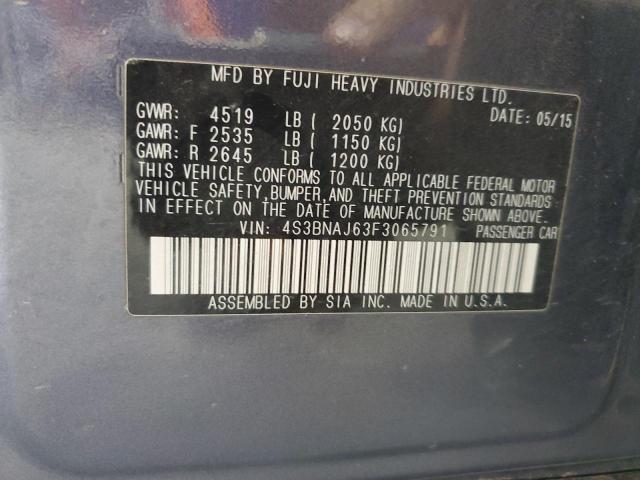 MFD BY FUJI HEAVY INDUSTRIES LTD.
DATE: 05/15
GVWR: 4519 LB ( 2050 KG)
GAWR: F 2535 LB ( 1150 KG)
GAWR: R 2645 LB ( 1200 KG)
THIS VEHICLE CONFORMS TO ALL APPLICABLE FEDERAL MOTOR
VEHICLE SAFETY,BUMPER,AND THEFT PREVENTION STANDARDS
IN EFFECT ON THE DATE OF MANUFACTURE SHOWN ABOVE.
VIN: 4S3BNAJ63F3065791 PASSENGER CAR
ASSEMBLED BY SIA INC. MADE IN U.S.A.